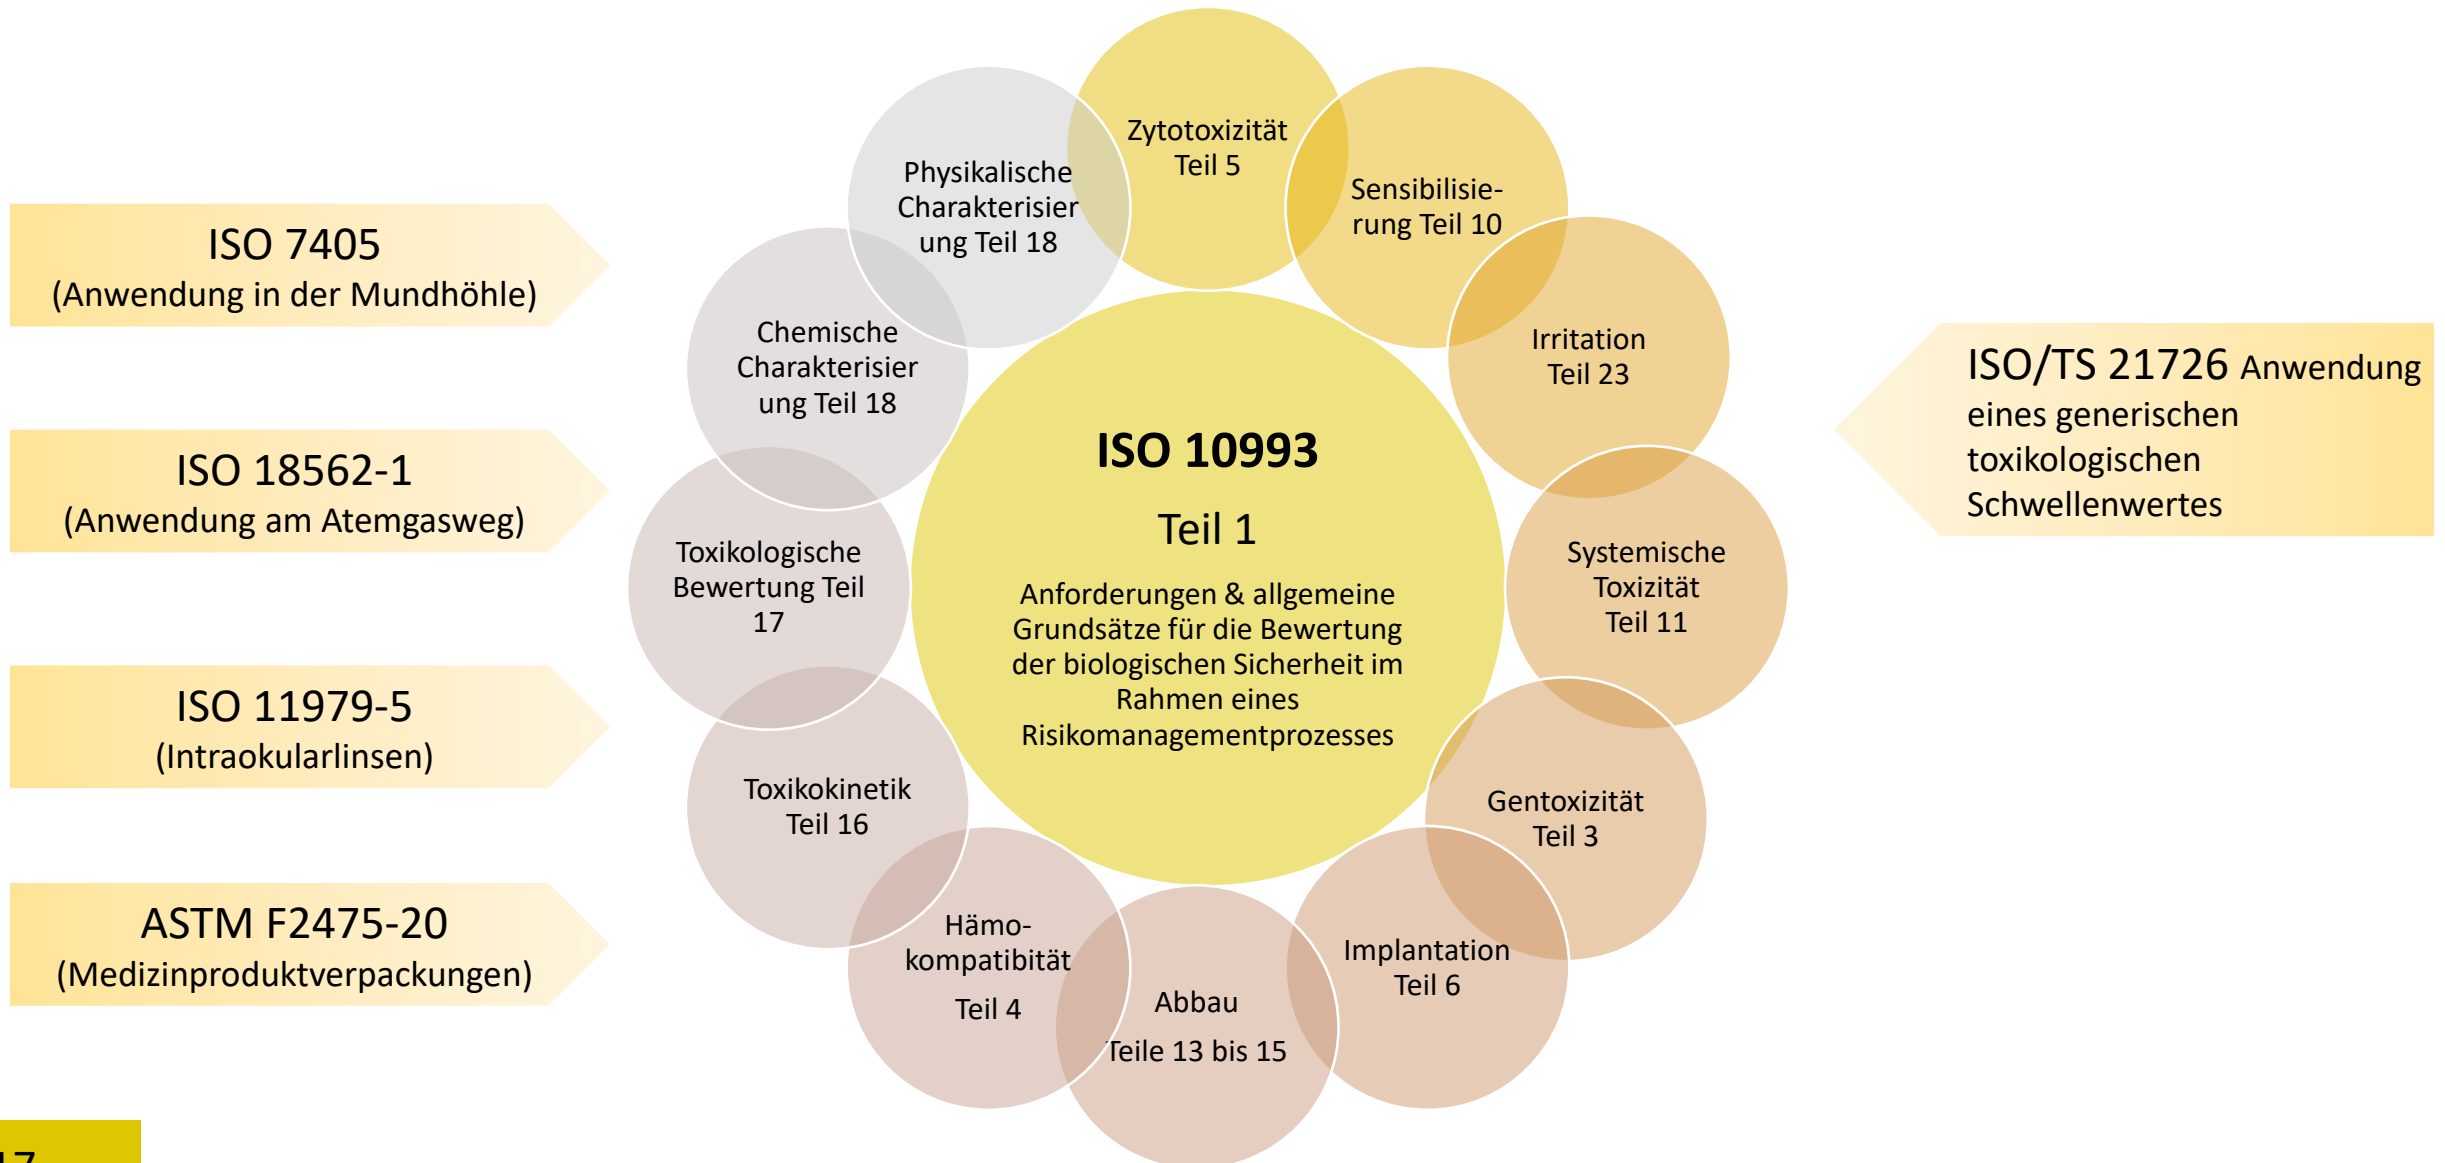 ISO 7405
(Anwendung in der Mundhöhle)
ISO 18562-1
(Anwendung am Atemgasweg)
ISO 11979-5
(Intraokularlinsen)
ASTM F2475-20
(Medizinproduktverpackungen)
ISO 10993
Teil 1
Anforderungen & allgemeine
Grundsätze für die Bewertung
der biologischen Sicherheit im
Rahmen eines
Risikomanagementprozesses
Zytotoxizität
Teil 5
Sensibilisie-
rung Teil 10
Irritation
Teil 23
Systemische
Toxizität
Teil 11
Gentoxizität
Teil 3
Implantation
Teil 6
Abbau
Teile 13 bis 15
Hämo-
kompatibität
Teil 4
Toxikokinetik
Teil 16
Toxikologische
Bewertung Teil
17
Chemische
Charakterisier
ung Teil 18
Physikalische
Charakterisier
ung Teil 18
ISO/TS 21726 Anwendung
eines generischen
toxikologischen
Schwellenwertes